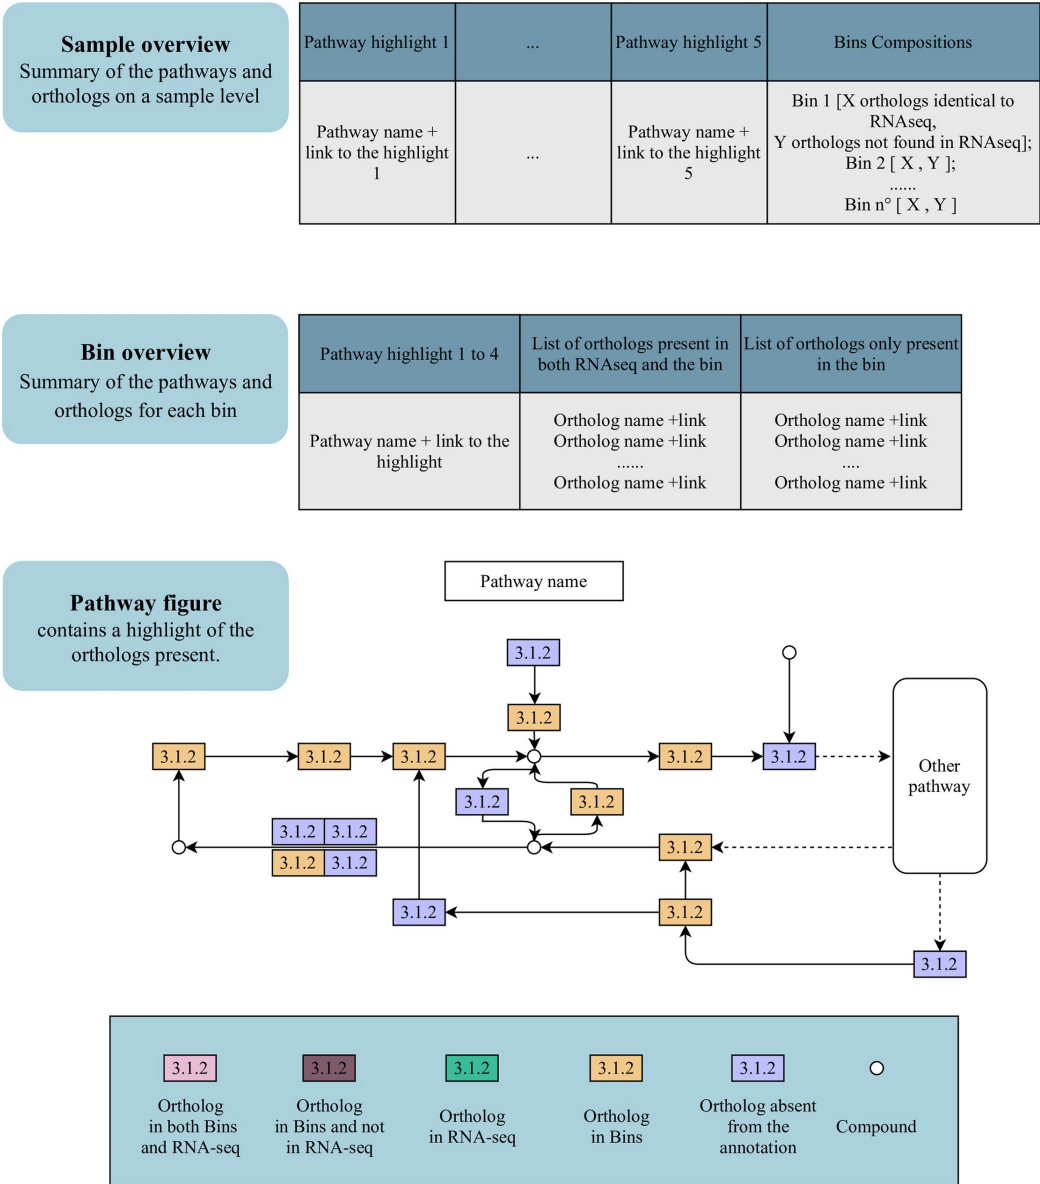 Sample overview
Summary of the pathways and
orthologs on a sample level
Pathway highlight 1
...
Pathway highlight 5
Bins Compositions
Pathway name +
link to the highlight
1
...
Pathway name +
link to the highlight
5
Bin 1 [X orthologs identical to
RNAseq,
Y orthologs not found in RNAseq];
Bin 2 [ X , Y ];
......
Bin n° [ X , Y ]
Bin overview
Summary of the pathways and
orthologs for each bin
Pathway highlight 1 to 4
List of orthologs present in
both RNAseq and the bin
List of orthologs only present
in the bin
Pathway name + link to the
highlight
Ortholog name +link
Ortholog name +link
......
Ortholog name +link
Ortholog name +link
Ortholog name +link
....
Ortholog name +link
Pathway figure
contains a highlight of the
orthologs present.
Pathway name
3.1.2
3.1.2
3.1.2
3.1.2
3.1.2
3.1.2
3.1.2
Other
pathway
3.1.2
3.1.2
3.1.2 3.1.2
3.1.2 3.1.2
3.1.2
3.1.2
3.1.2
3.1.2
3.1.2
3.1.2
3.1.2
3.1.2
3.1.2
Ortholog
in both Bins
and RNA-seq
Ortholog
in Bins and not
in RNA-seq
Ortholog
in RNA-seq
Ortholog
in Bins
Ortholog absent
from the
annotation
Compound